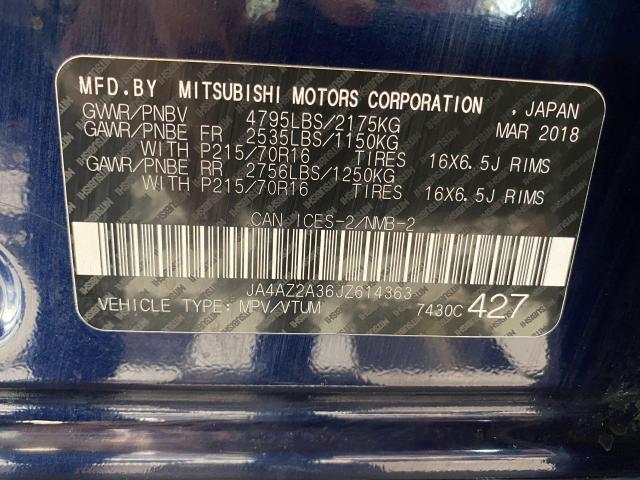 MFD.BY MITSUBISHI MOTORS CORPORATION , JAPAN
GVWR/PNBV 4795LBS/2175KG MAR 2018
GAWR/PNBE FR 2535LBS/1150KG
WITH P215/70R16 TIRES 16X6.5J RIMS
GAWR/PNBE RR 2756LBS/1250KG
WITH P215/70R16 TIRES 16X6.5J RIMS
CAN ICES-2/NMB-2
JA4AZ2A36JZ614363
VEHICLE TYPE: MPV/VTUM 7430C 427